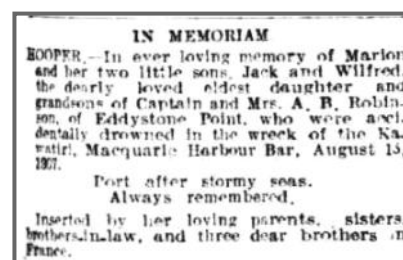 IN MEMORIAM
HOOPER.—In ever loving memory of Marion
and her two little sons, Jack and Wilfred,
the dearly loved eldest daughter and
grandsons of Captain and Mrs. A. B. Robin-
son, of Eddystone Point, who were acci-
dentally drowned in the wreck of the Ka-
watiri, Macquarie Harbour Bar, August 15,
1907.
Port after stormy seas.
Always remembered.
Inserted by her loving parents, sisters,
brothers-in-law, and three dear brothers in
France.